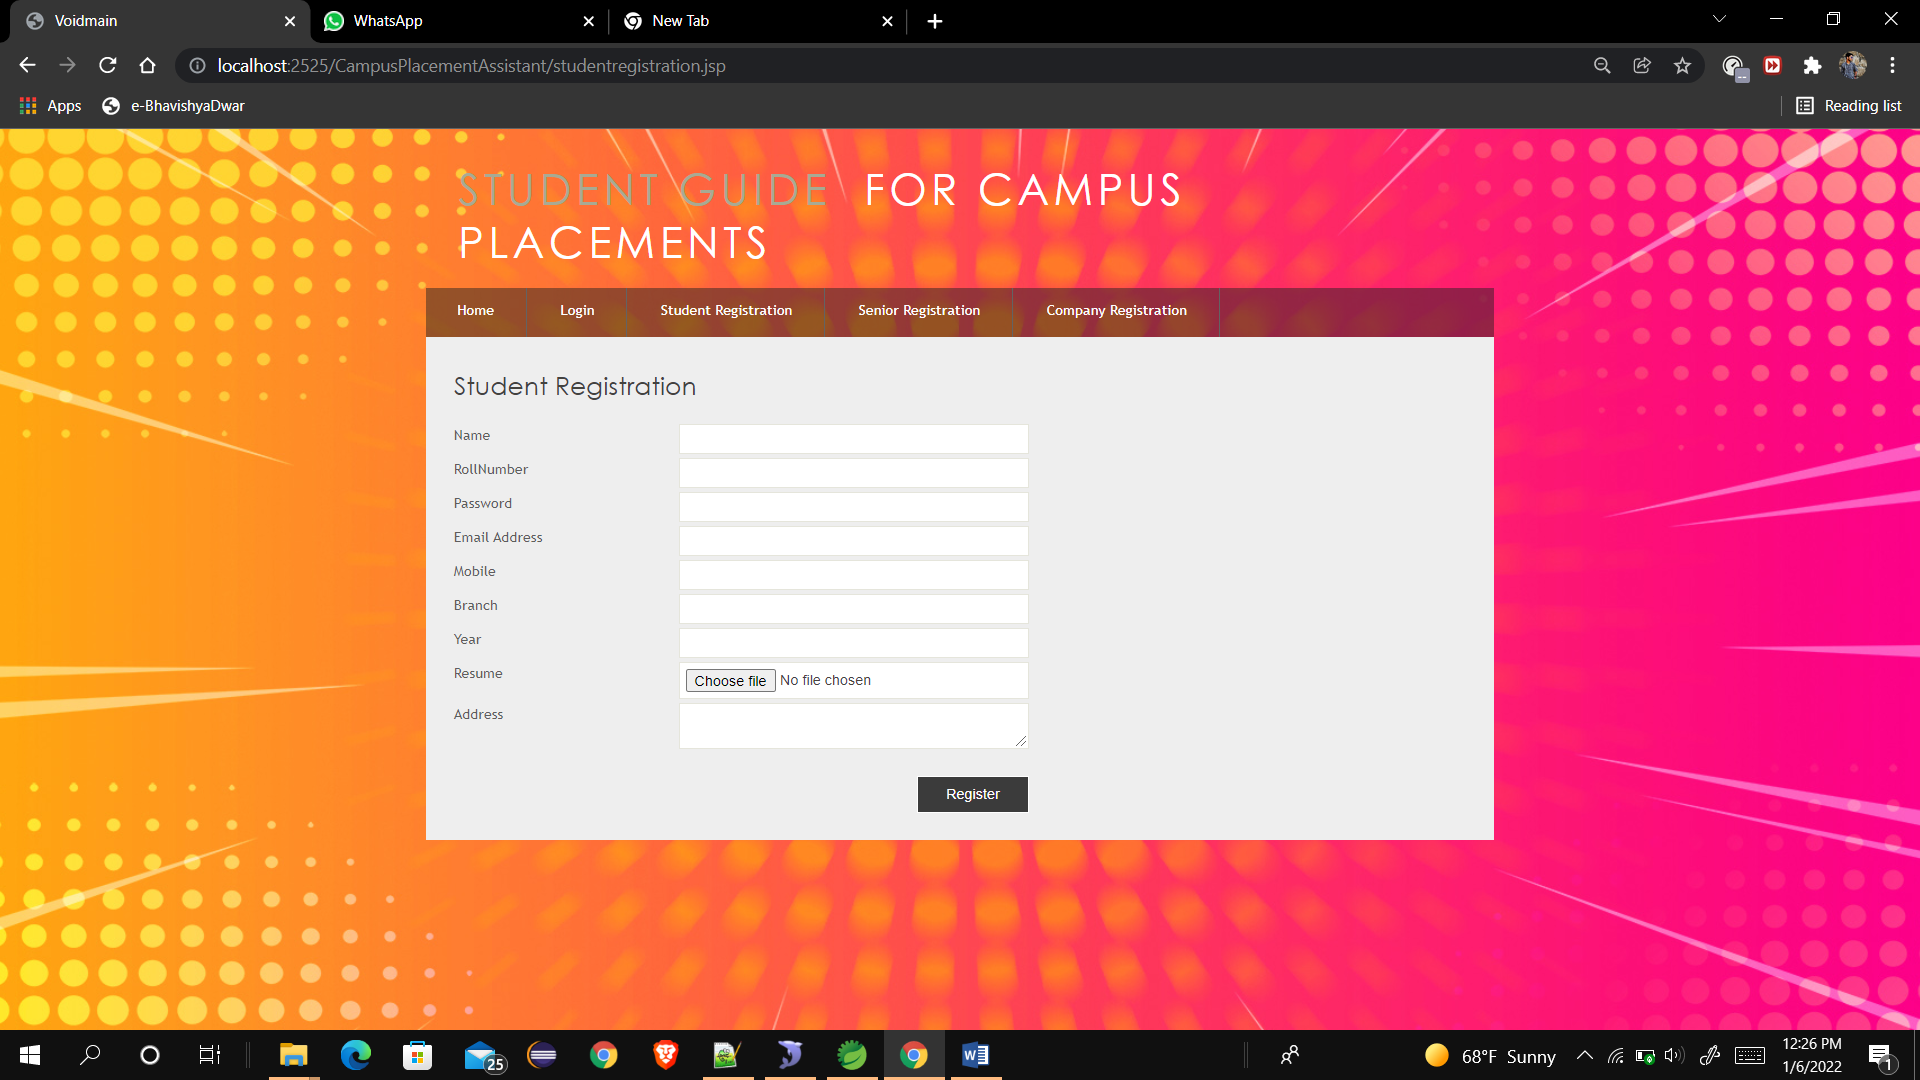 Voidmain
WhatsApp
New Tab
localhost:2525/CampusPlacementAssistant/studentregistration.jsp
Apps
e-BhavishyaDwar
Reading list
STUDENT GUIDE FOR CAMPUS
PLACEMENTS
Home
Login
Student Registration
Senior Registration
Company Registration
Student Registration
Name
RollNumber
Password
Email Address
Mobile
Branch
Year
Resume
Choose file No file chosen
Address
Register
25
W
68°F Sunny
12:26 PM
1/6/2022
1